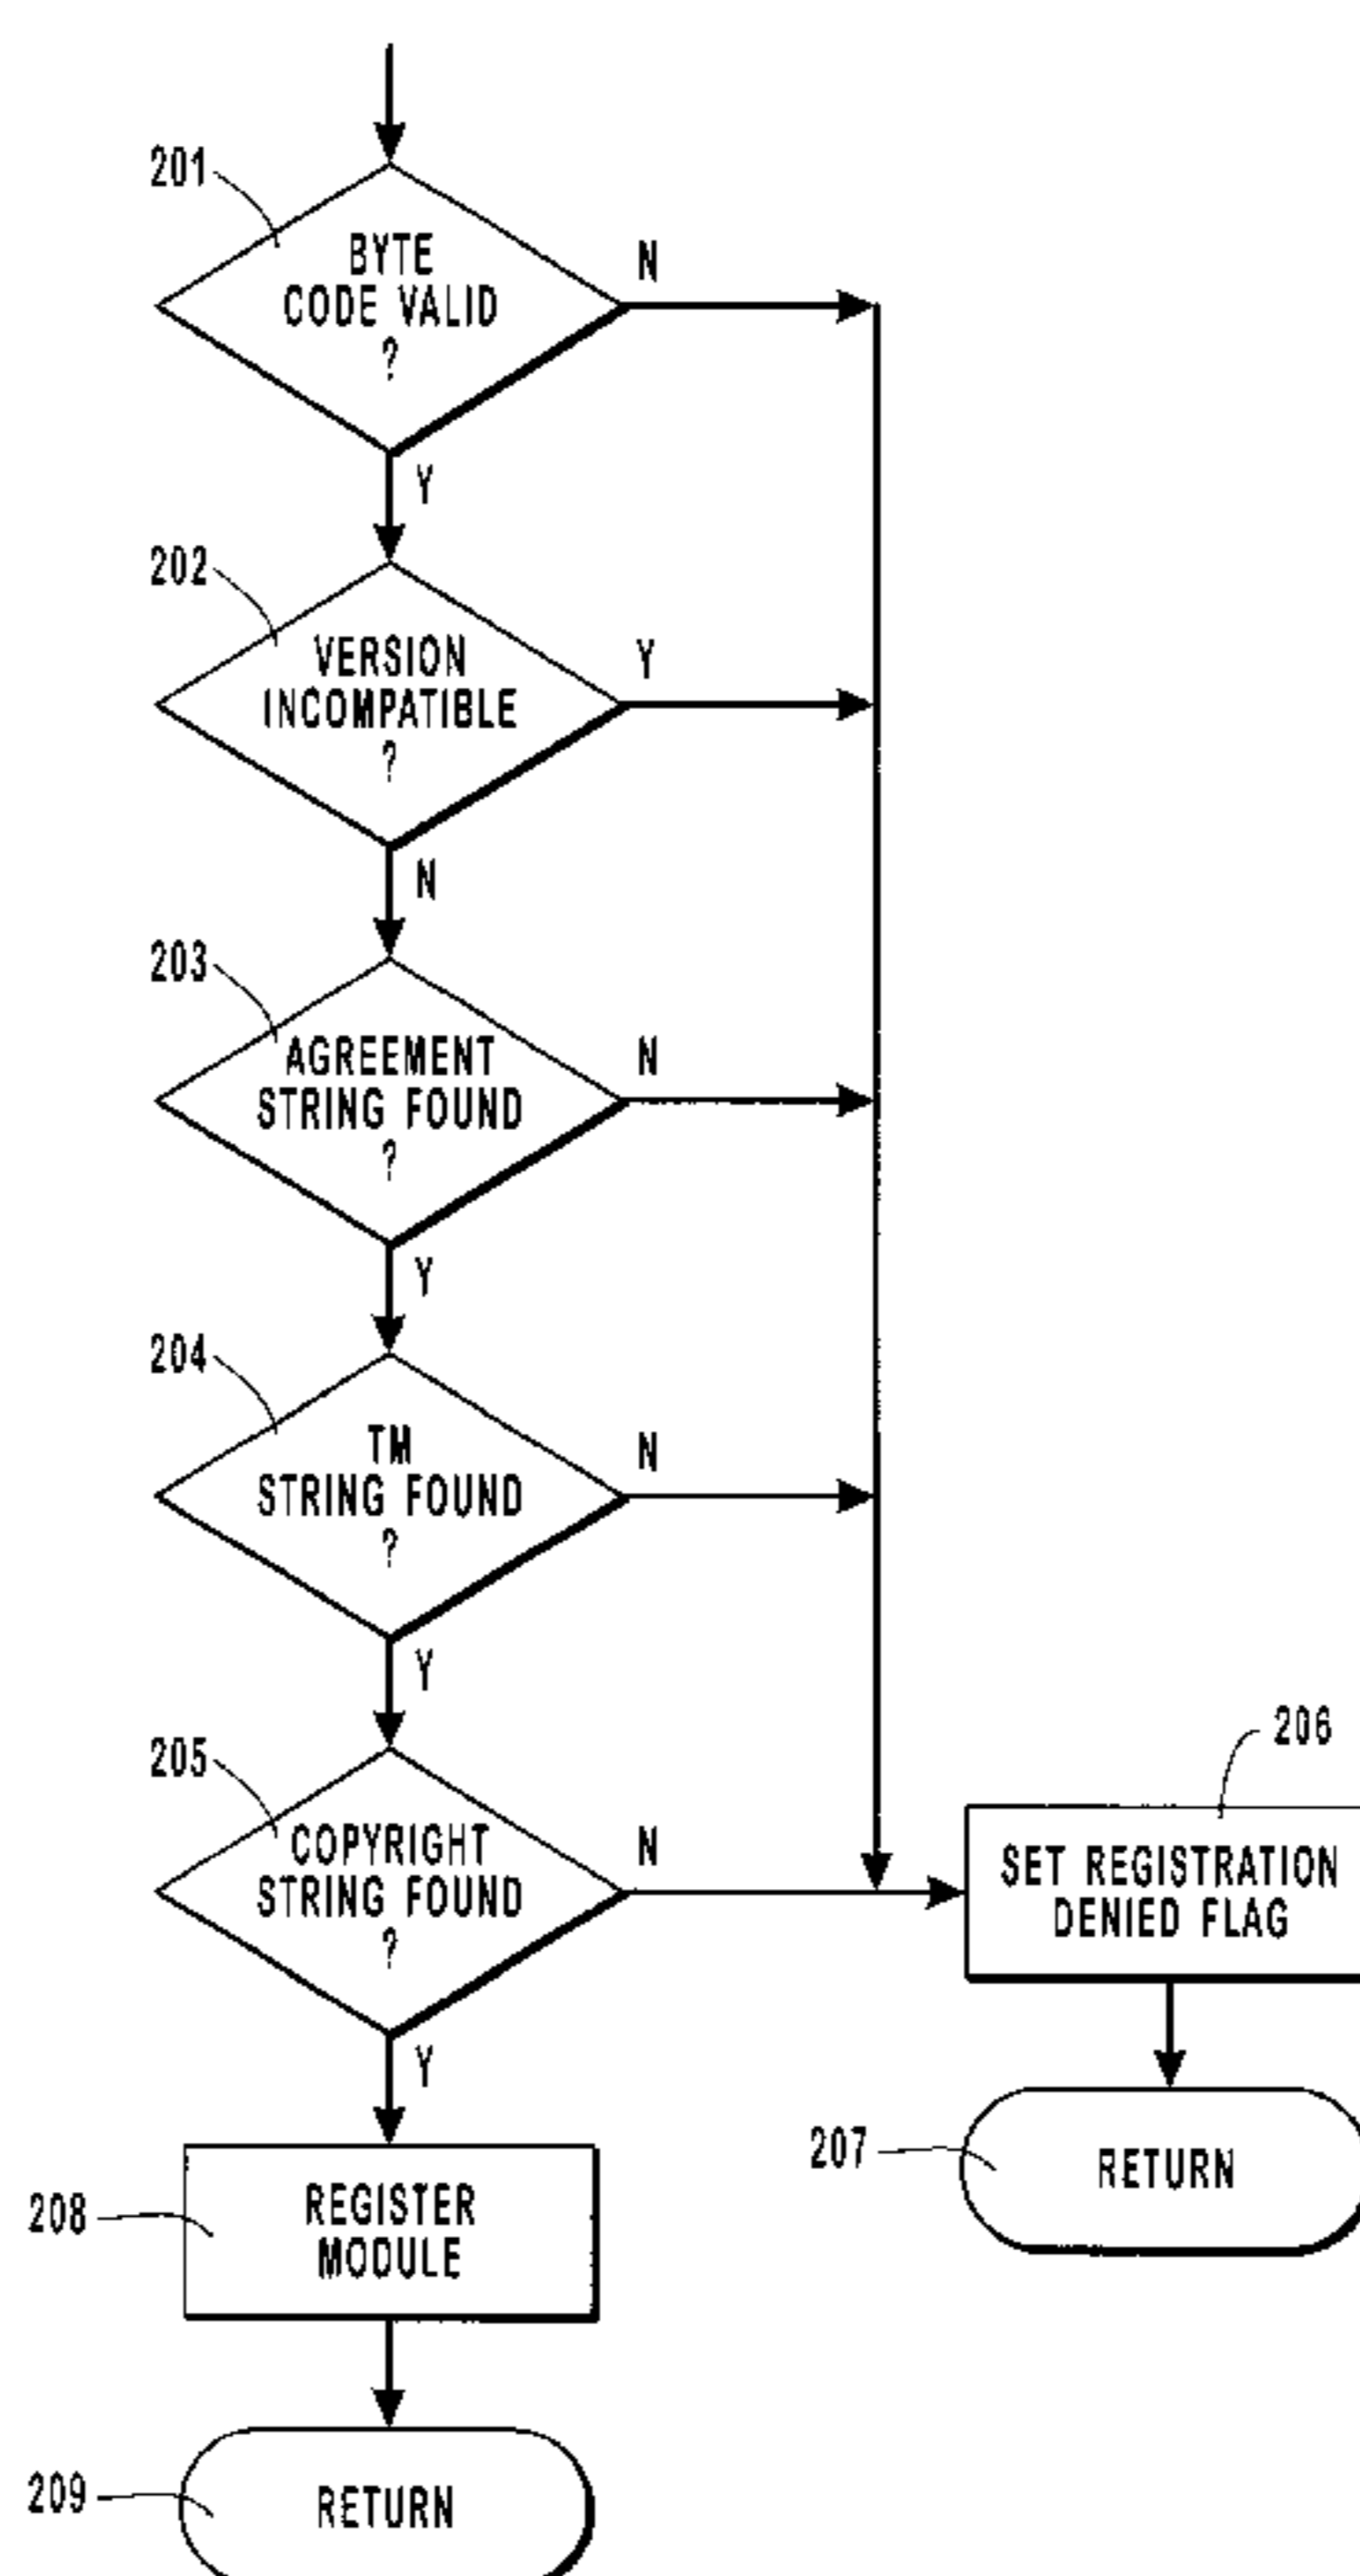 201
BYTE
CODE VALID
?
N
Y
202
VERSION
INCOMPATIBLE
?
Y
N
203
AGREEMENT
STRING FOUND
?
N
Y
204
TM
STRING FOUND
?
N
Y
205
COPYRIGHT
STRING FOUND
?
N
Y
206
SET REGISTRATION
DENIED FLAG
207
RETURN
208
REGISTER
MODULE
209
RETURN